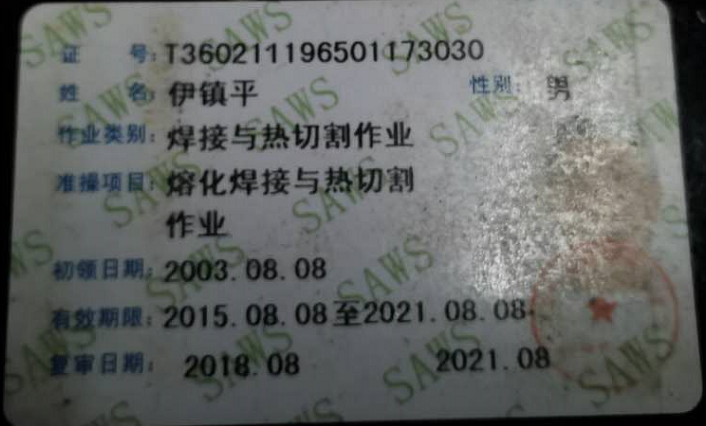 证 号:T360211196501173030
姓 名:伊镇平 性别:男
作业类别:焊接与热切割作业
准操项目:熔化焊接与热切割
作业
初领日期:2003.08.08
有效期限:2015.08.08至2021.08.08
复审日期: 2018.08 2021.08